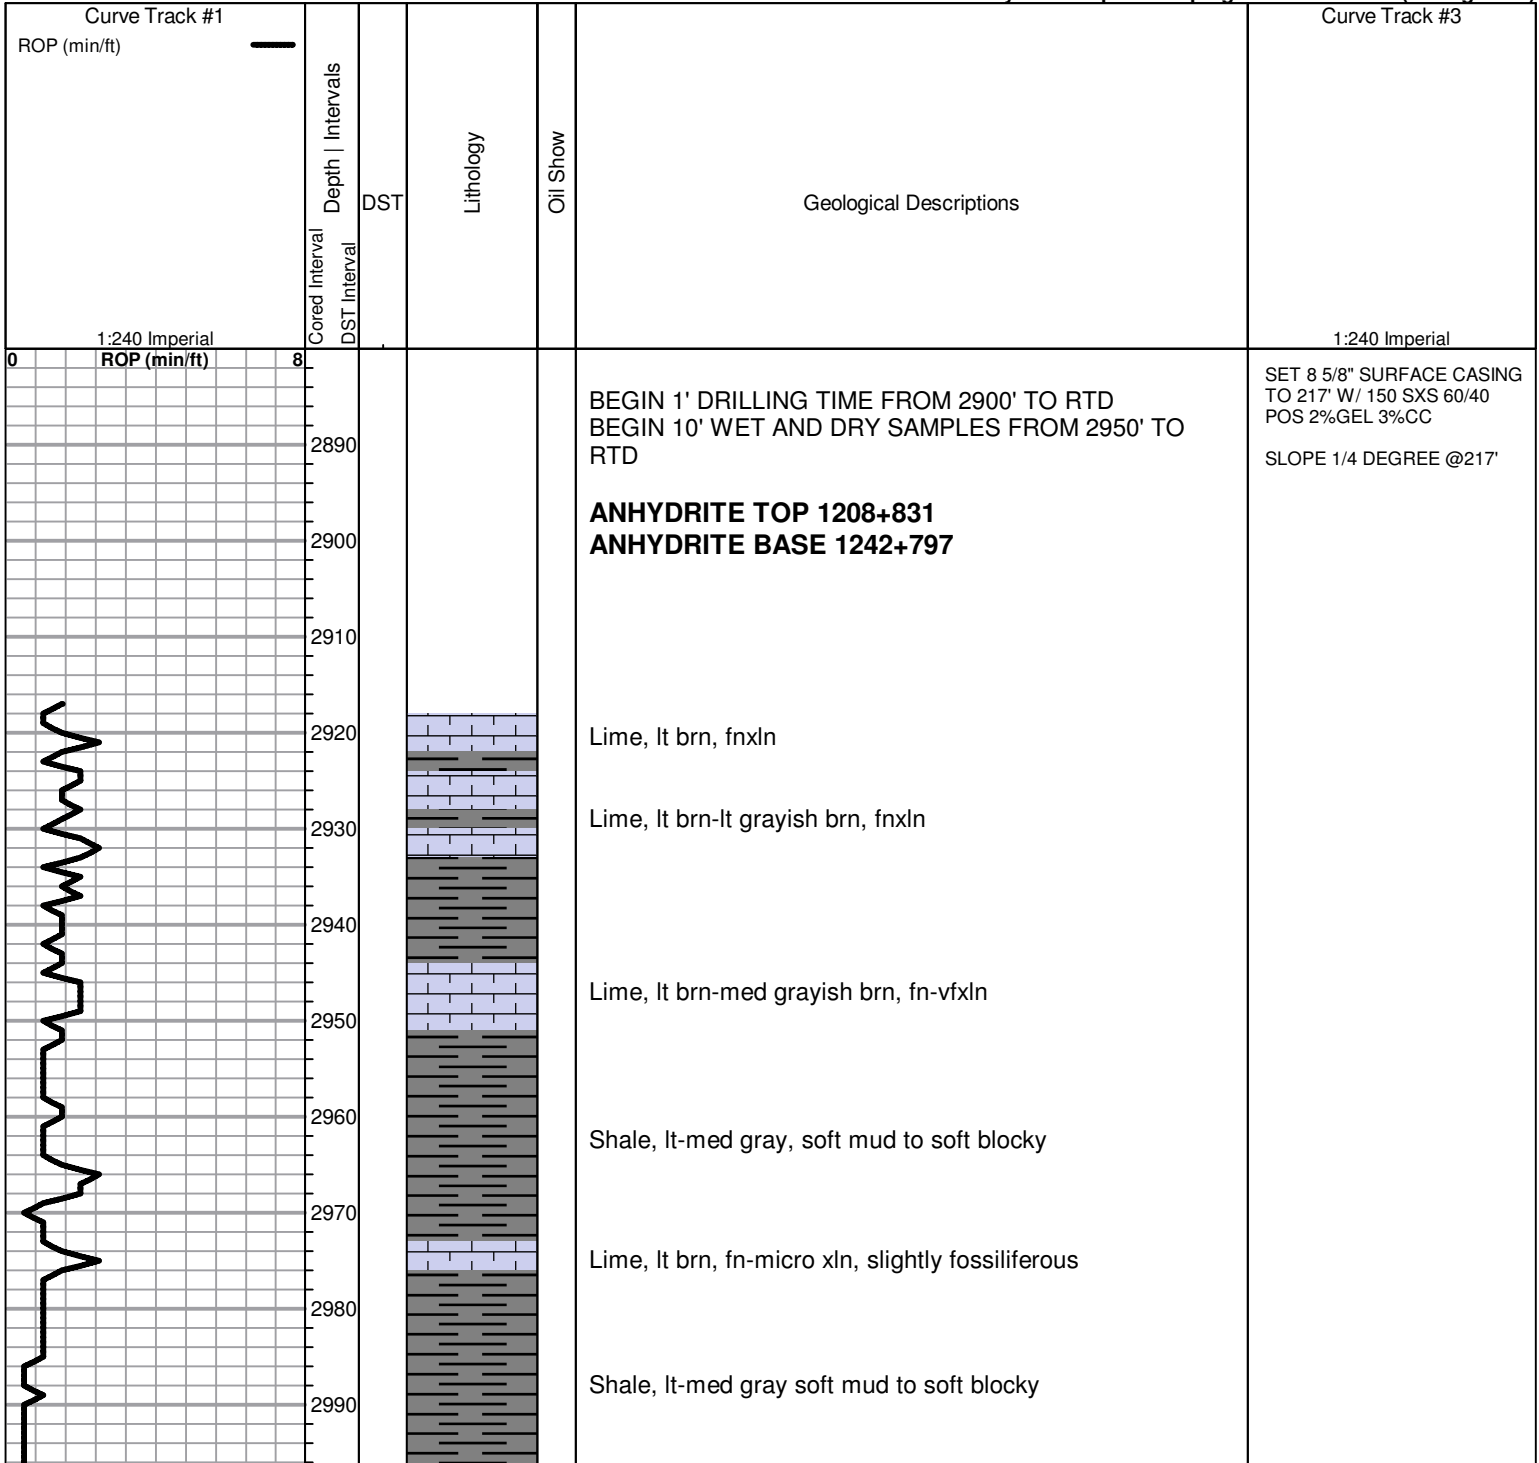 Curve Track #1
ROP (min/ft)
1:240 Imperial
Depth | Intervals
Cored Interval
DST Interval
DST
Lithology
Oil Show
Geological Descriptions
Curve Track #3
1:240 Imperial
0 ROP (min/ft) 8
SET 8 5/8" SURFACE CASING
TO 217' W/ 150 SXS 60/40
POS 2%GEL 3%CC
SLOPE 1/4 DEGREE @217'
BEGIN 1' DRILLING TIME FROM 2900' TO RTD
BEGIN 10' WET AND DRY SAMPLES FROM 2950' TO
RTD
2890
ANHYDRITE TOP 1208+831
ANHYDRITE BASE 1242+797
2900
2910
2920
Lime, lt brn, fnxln
Lime, lt brn-lt grayish brn, fnxln
2930
2940
Lime, lt brn-med grayish brn, fn-vfxln
2950
2960
Shale, lt-med gray, soft mud to soft blocky
2970
Lime, lt brn, fn-micro xln, slightly fossiliferous
2980
Shale, lt-med gray soft mud to soft blocky
2990